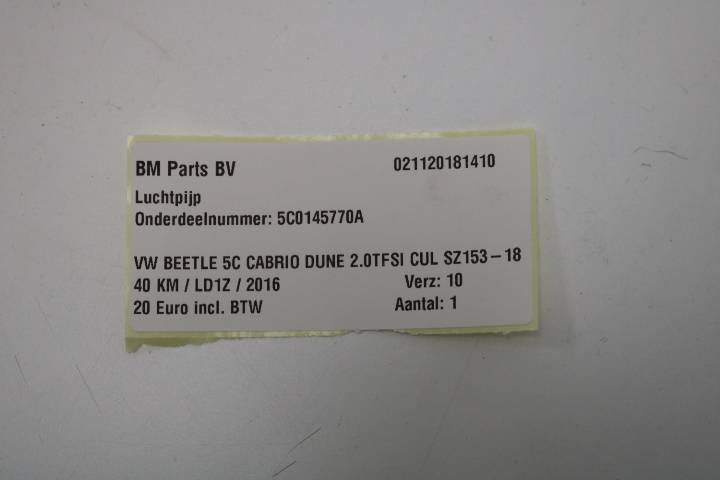 BM Parts BV 021120181410
Luchtpijp
Onderdeelnummer: 5C0145770A
VW BEETLE 5C CABRIO DUNE 2.0TFSI CUL SZ153-18
40 KM / LD1Z / 2016 Verz: 10
20 Euro incl. BTW Aantal: 1